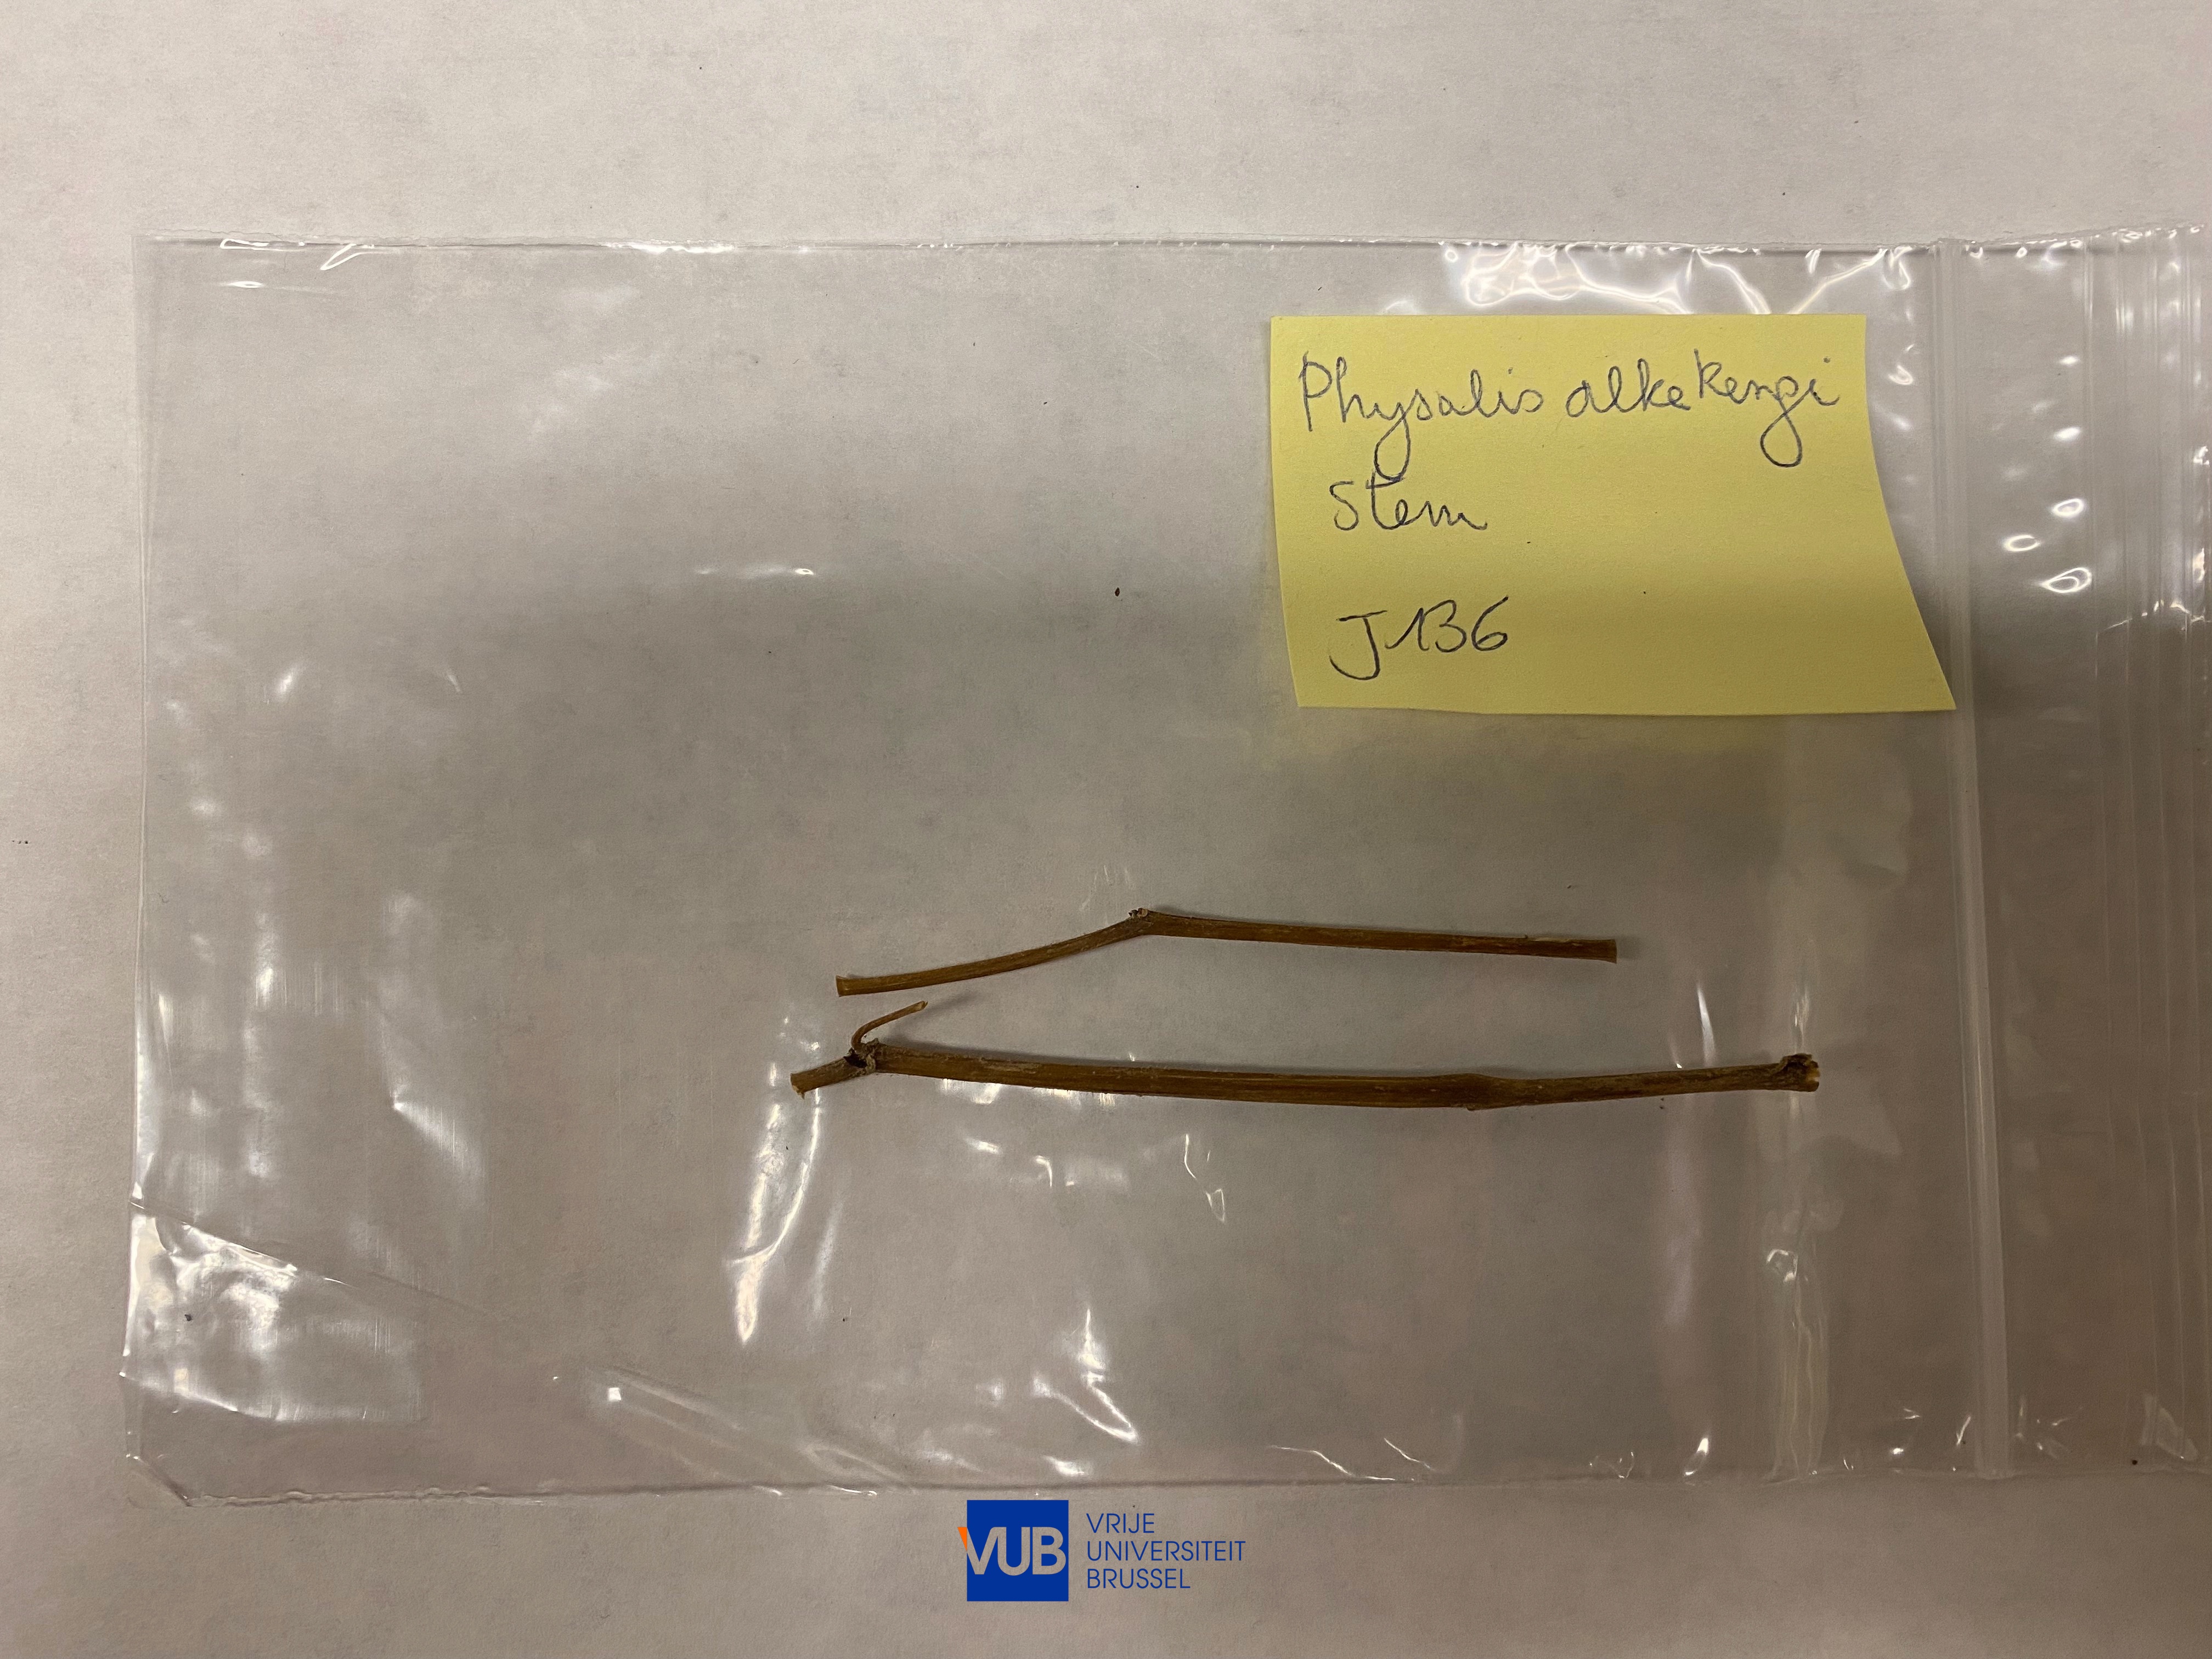 Physalis alkekengi
Stem
J136
VUB
VRIJE
UNIVERSITEIT
BRUSSEL